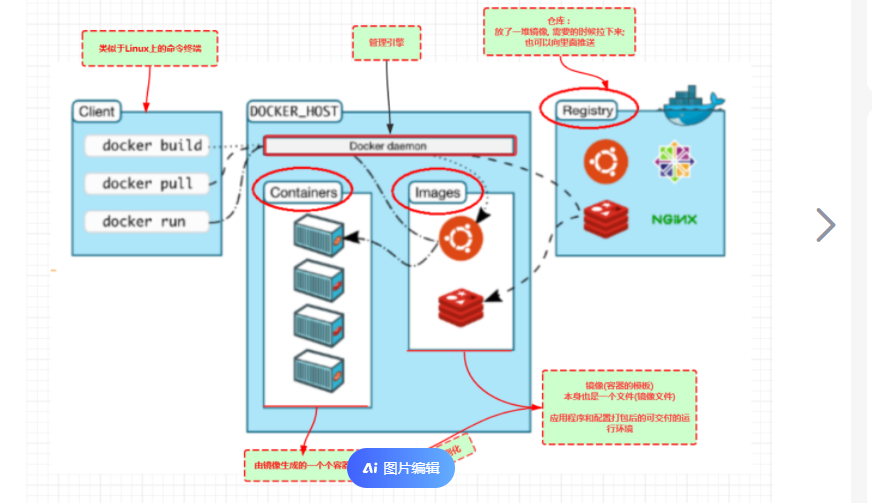 仓库：
放了一堆镜像, 需要的时候拉下来;
也可以向里面推送
类似于Linux上的命令终端
管理引擎
Client
DOCKER_HOST
Registry
docker build
Docker daemon
docker pull
Containers
Images
docker run
NGINX
镜像(容器的模板)
本身也是一个文件(镜像文件)
应用程序和配置打包后的可交付的运
行环境
由镜像生成的一个个容器
Ai 图片编辑